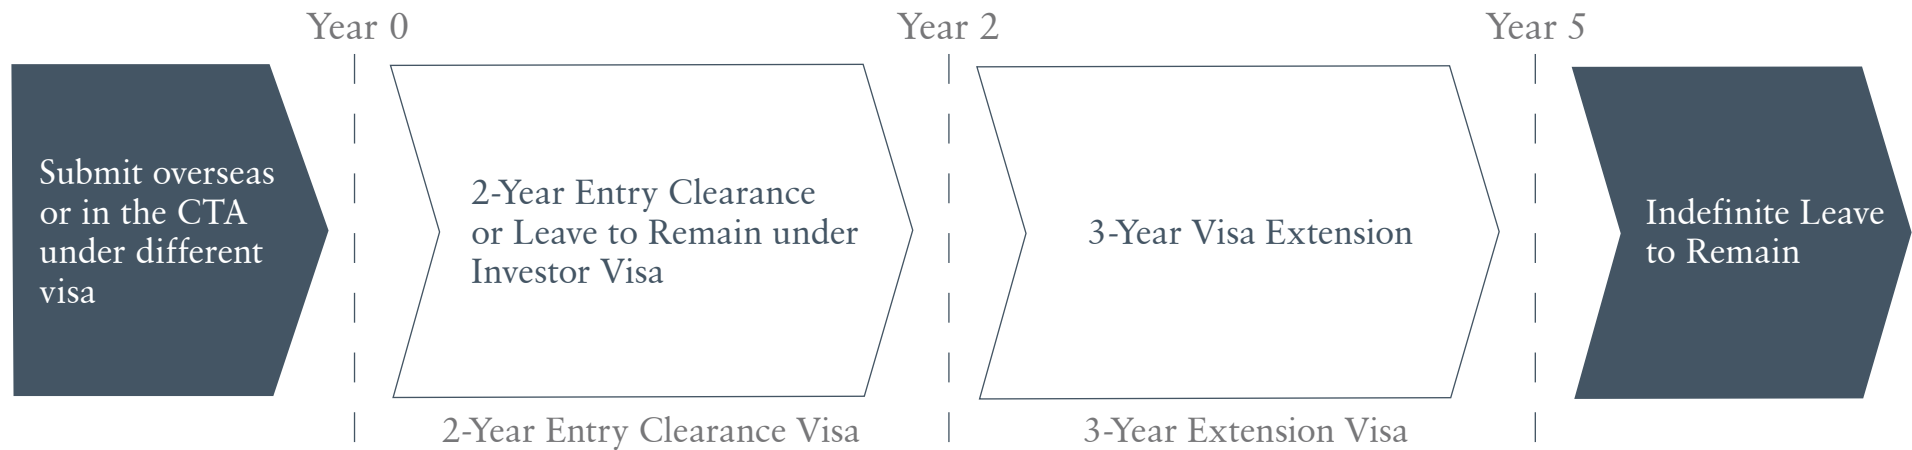 Year 0
Year 2
Year 5
Submit overseas
or in the CTA
under different
visa
2-Year Entry Clearance
or Leave to Remain under
Investor Visa
3-Year Visa Extension
Indefinite Leave
to Remain
2-Year Entry Clearance Visa
3-Year Extension Visa